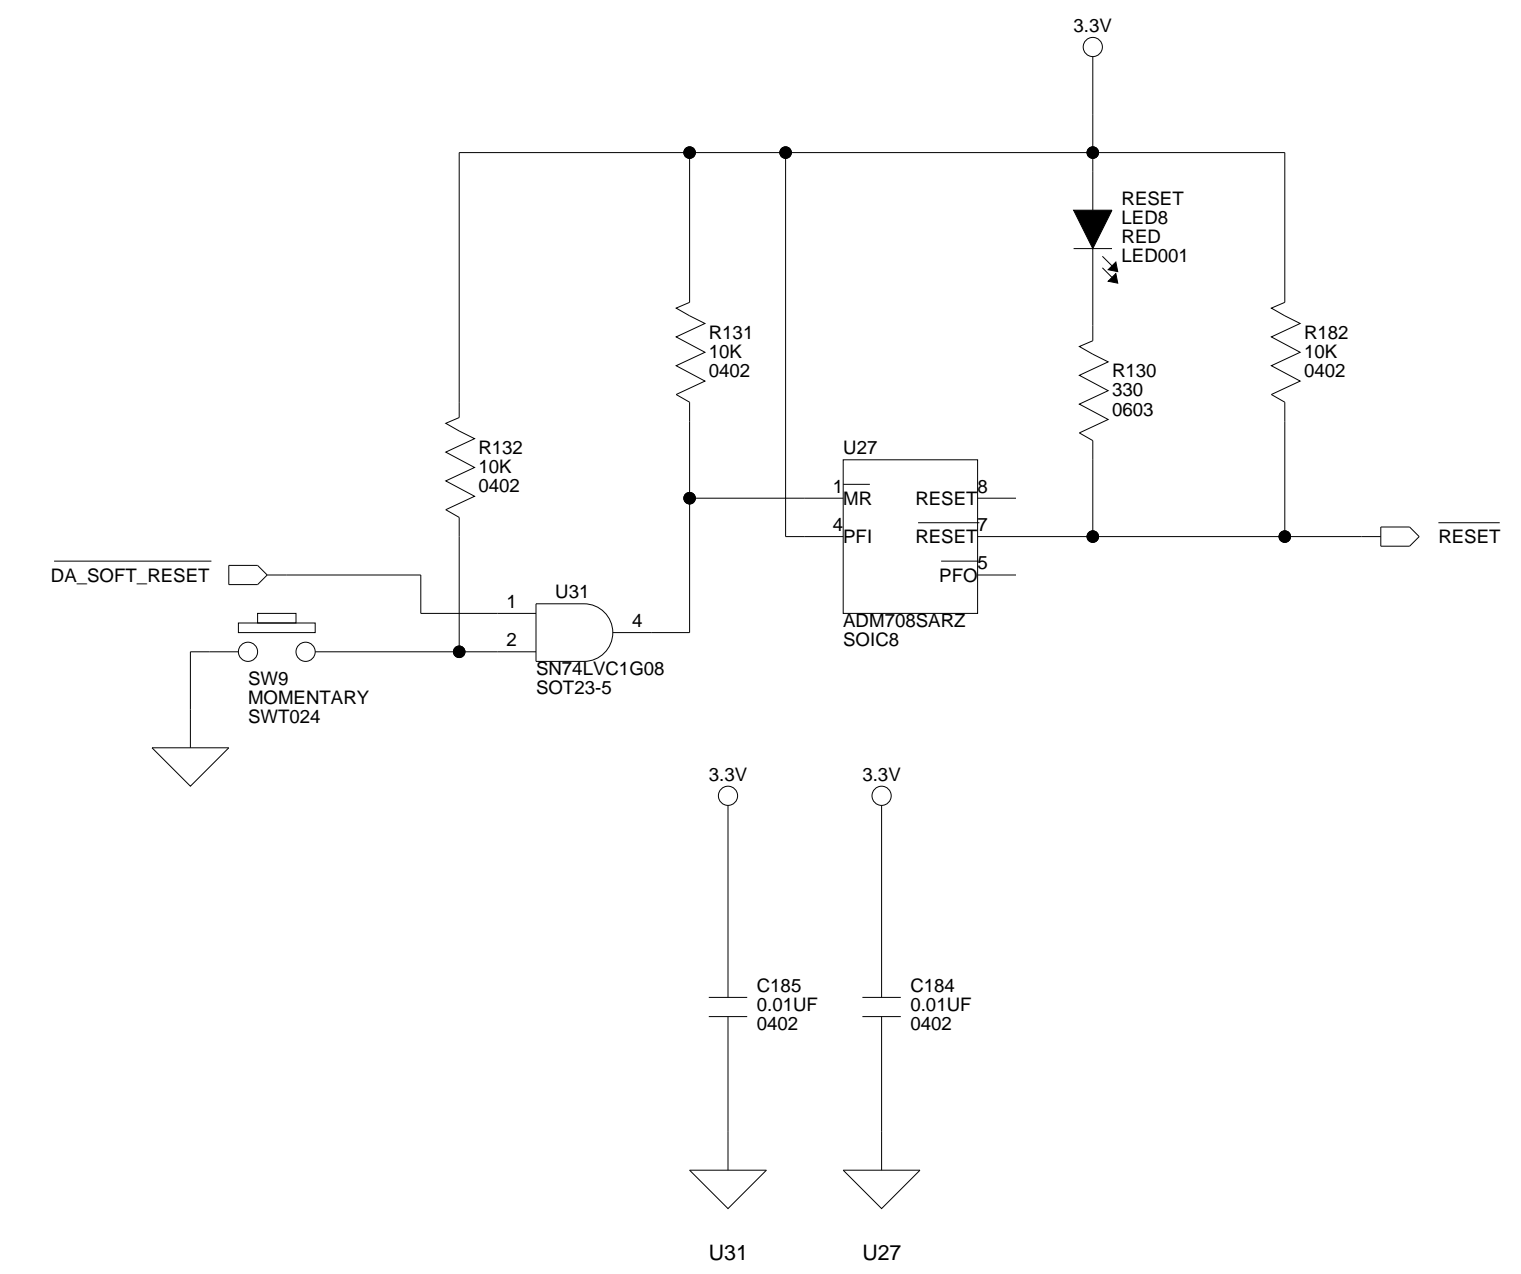 3.3V
RESET
LED8
RED
LED001
R131
10K
0402
R182
10K
0402
R130
330
0603
R132
10K
0402
U27
1 MR RESET 8
4 PFI RESET 7
PFO 5
RESET
ADM708SARZ
SOIC8
DA_SOFT_RESET
U31
1
4
2
SN74LVC1G08
SOT23-5
SW9
MOMENTARY
SWT024
3.3V
3.3V
C185
0.01UF
0402
C184
0.01UF
0402
U31
U27